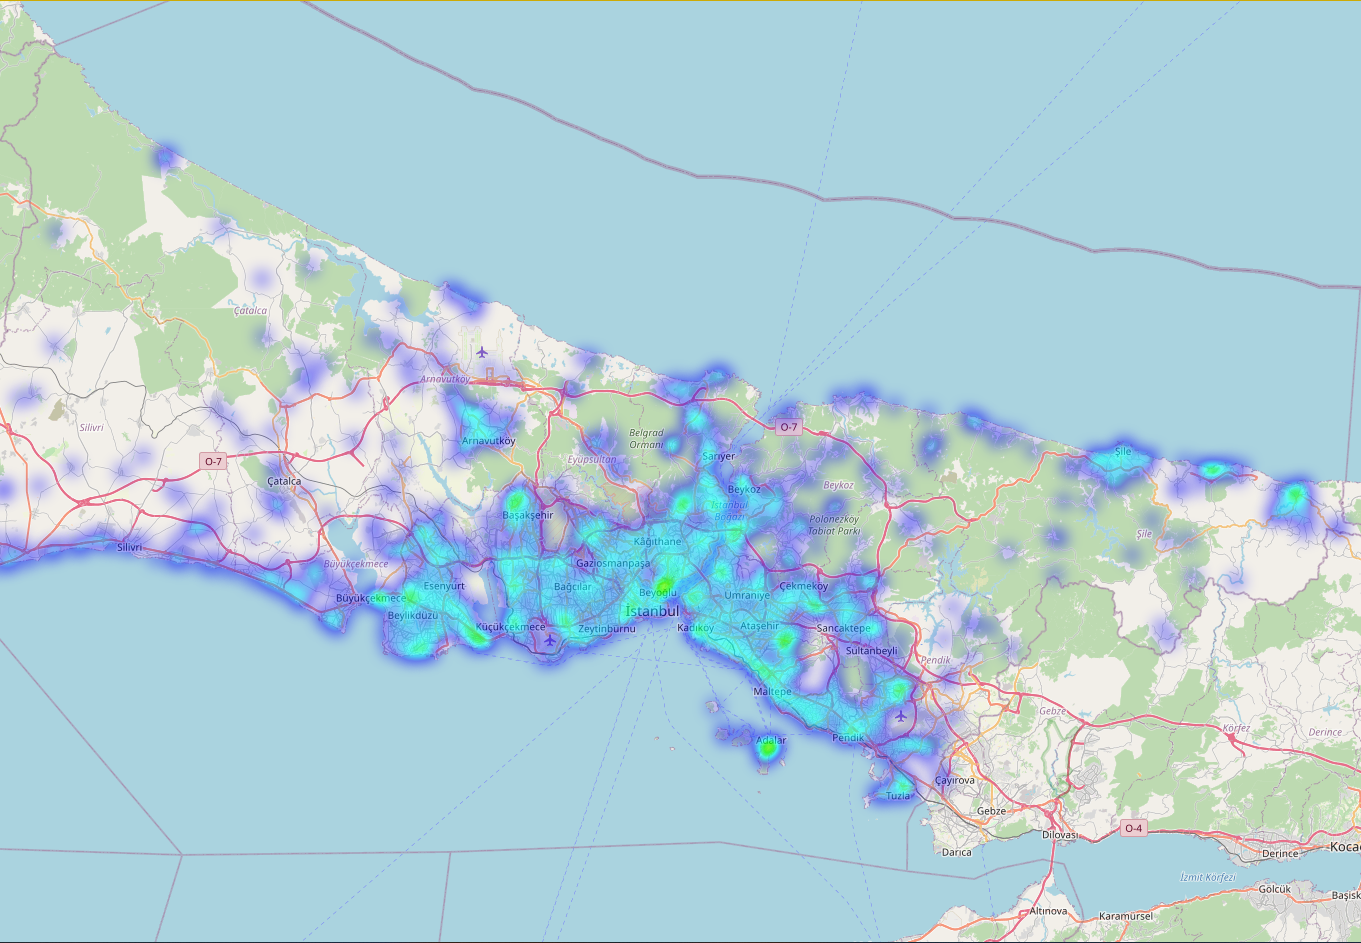 Çatalca
Arnavutköy
O-7
Silivri
Arnavutköy
Belgrad
Ormanı
Eyüpsultan
Sarıyer
Beykoz
Beykoz
Şile
O-7
Çatalca
Başakşehir
İstanbul
Boğazı
Polonezköy
Tabiat Parkı
Şile
Silivri
Kâğıthane
Büyükçekmece
Gaziosmanpaşa
Esenyurt
Bağcılar
Beyoğlu
Ümraniye
Çekmeköy
Büyükçekmece
Beylikdüzü
İstanbul
Küçükçekmece
Zeytinburnu
Kadıköy
Ataşehir
Sancaktepe
Sultanbeyli
Pendik
Maltepe
Gebze
Körfez
Derince
Adalar
Pendik
Çayırova
Tuzla
Gebze
O-4
Dilovası
Darıca
Derince
Kocae
İzmit Körfezi
Gölcük
Başisk
Altınova
Karamürsel